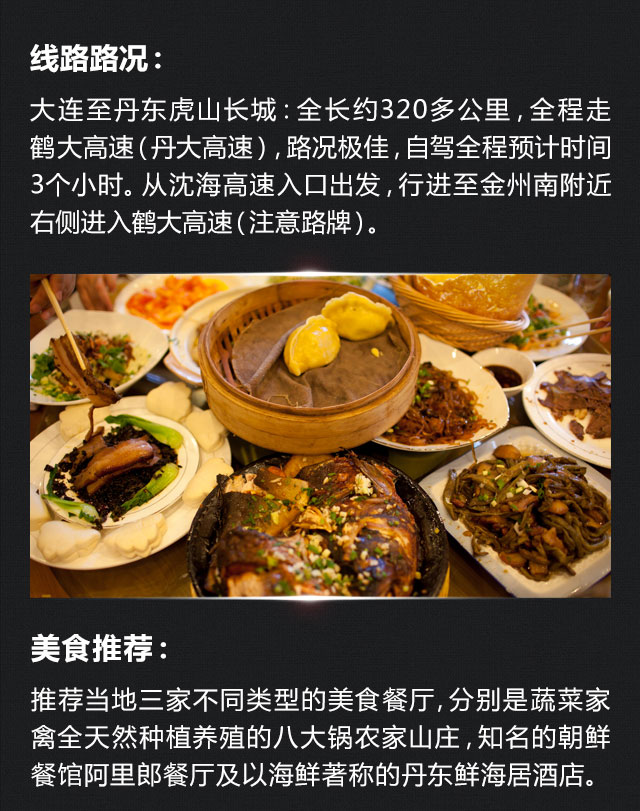 线路路况：
大连至丹东虎山长城：全长约320多公里，全程走
鹤大高速（丹大高速），路况极佳，自驾全程预计时间
3个小时。从沈海高速入口出发，行进至金州南附近
右侧进入鹤大高速（注意路牌）。
美食推荐：
推荐当地三家不同类型的美食餐厅，分别是蔬菜家
禽全天然种植养殖的八大锅农家山庄，知名的朝鲜
餐馆阿里郎餐厅及以海鲜著称的丹东鲜海居酒店。